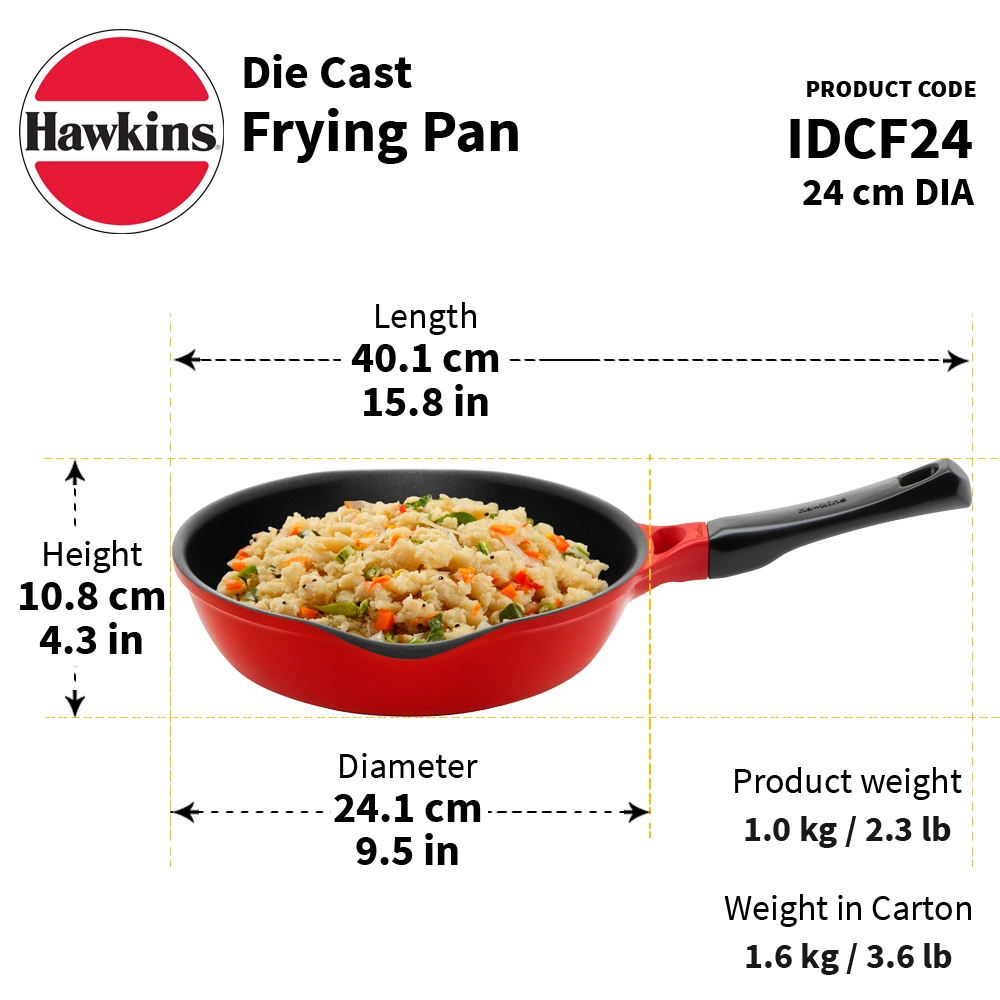 Hawkins
Die Cast
Frying Pan
PRODUCT CODE
IDCF24
24 cm DIA
Length
40.1 cm
15.8 in
Height
10.8 cm
4.3 in
Hawkins
Diameter
24.1 cm
9.5 in
Product weight
1.0 kg / 2.3 lb
Weight in Carton
1.6 kg / 3.6 lb